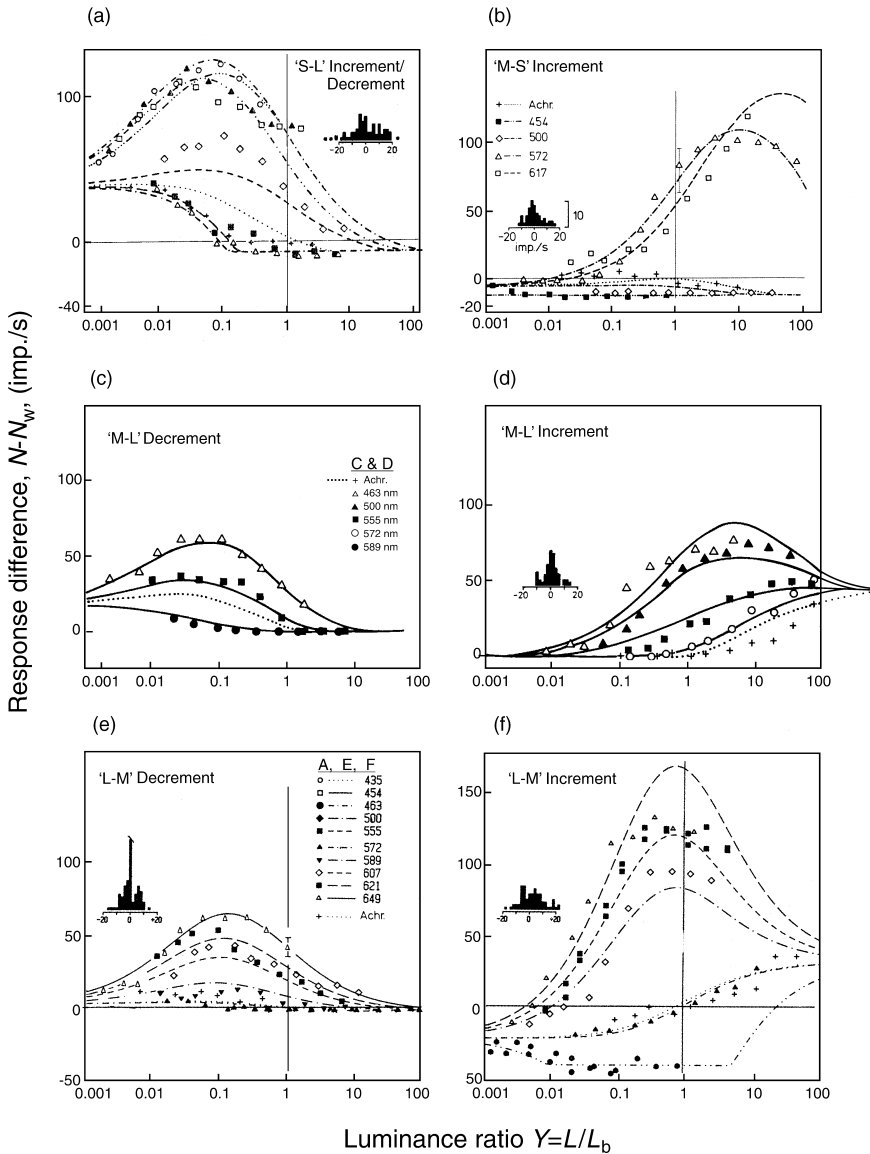 (a)
'S-L' Increment/
Decrement
100
0
-40
-20 0 20
0.001 0.01 0.1 1 10 100
(b)
'M-S' Increment
Achr.
454
500
572
617
100
50
0
-20
10
-20 0 20
imp./s
0.001 0.01 0.1 1 10 100
Response difference, N-Nw, (imp./s)
(c)
'M-L' Decrement
C & D
Achr.
463 nm
500 nm
555 nm
572 nm
589 nm
100
50
0
0.001 0.01 0.1 1 10 100
(d)
'M-L' Increment
100
50
0
-20 0 20
0.001 0.01 0.1 1 10 100
(e)
'L-M' Decrement
A, E, F
435
454
463
500
555
572
589
607
621
649
Achr.
100
50
0
-50
-20 0 +20
0.001 0.01 0.1 1 10 100
(f)
'L-M' Increment
150
100
50
0
50
-20 0 +20
0.001 0.01 0.1 1 10 100
Luminance ratio Y=L/Lb